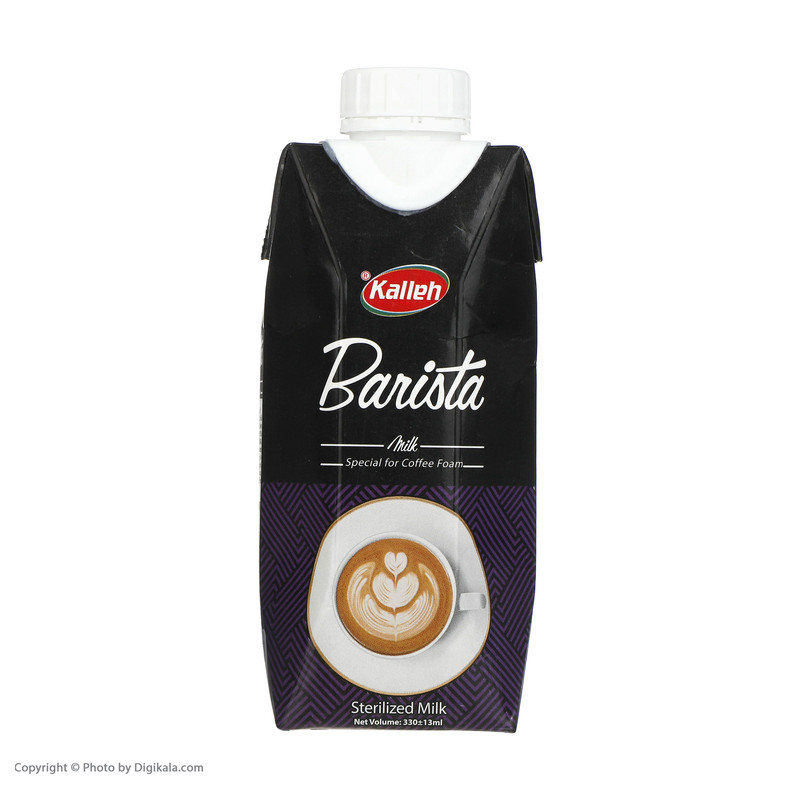 ® Kalleh
Barista
Milk
Special for Coffee Foam
Sterilized Milk
Net Volume: 330±13ml
Copyright © Photo by Digikala.com